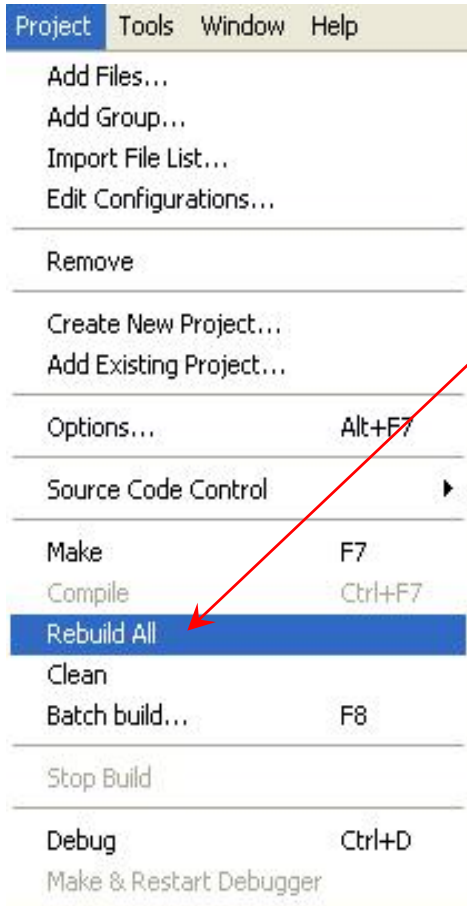 Project Tools Window Help
Add Files...
Add Group...
Import File List...
Edit Configurations...
Remove
Create New Project...
Add Existing Project...
Options... Alt+F7
Source Code Control
Make F7
Compile Ctrl+F7
Rebuild All
Clean
Batch build... F8
Stop Build
Debug Ctrl+D
Make & Restart Debugger